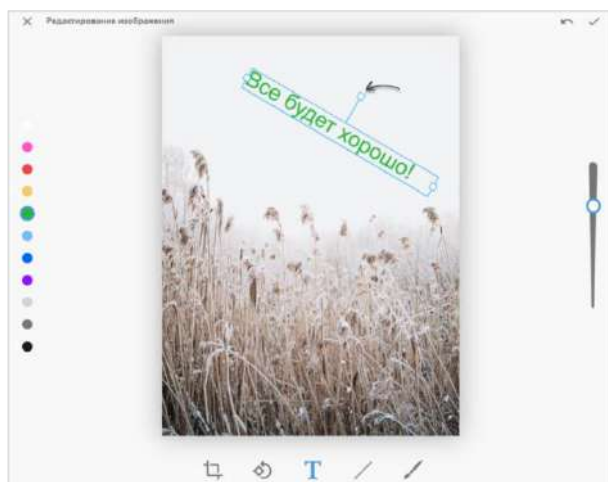 Редактирование изображения
Все будет хорошо!
T